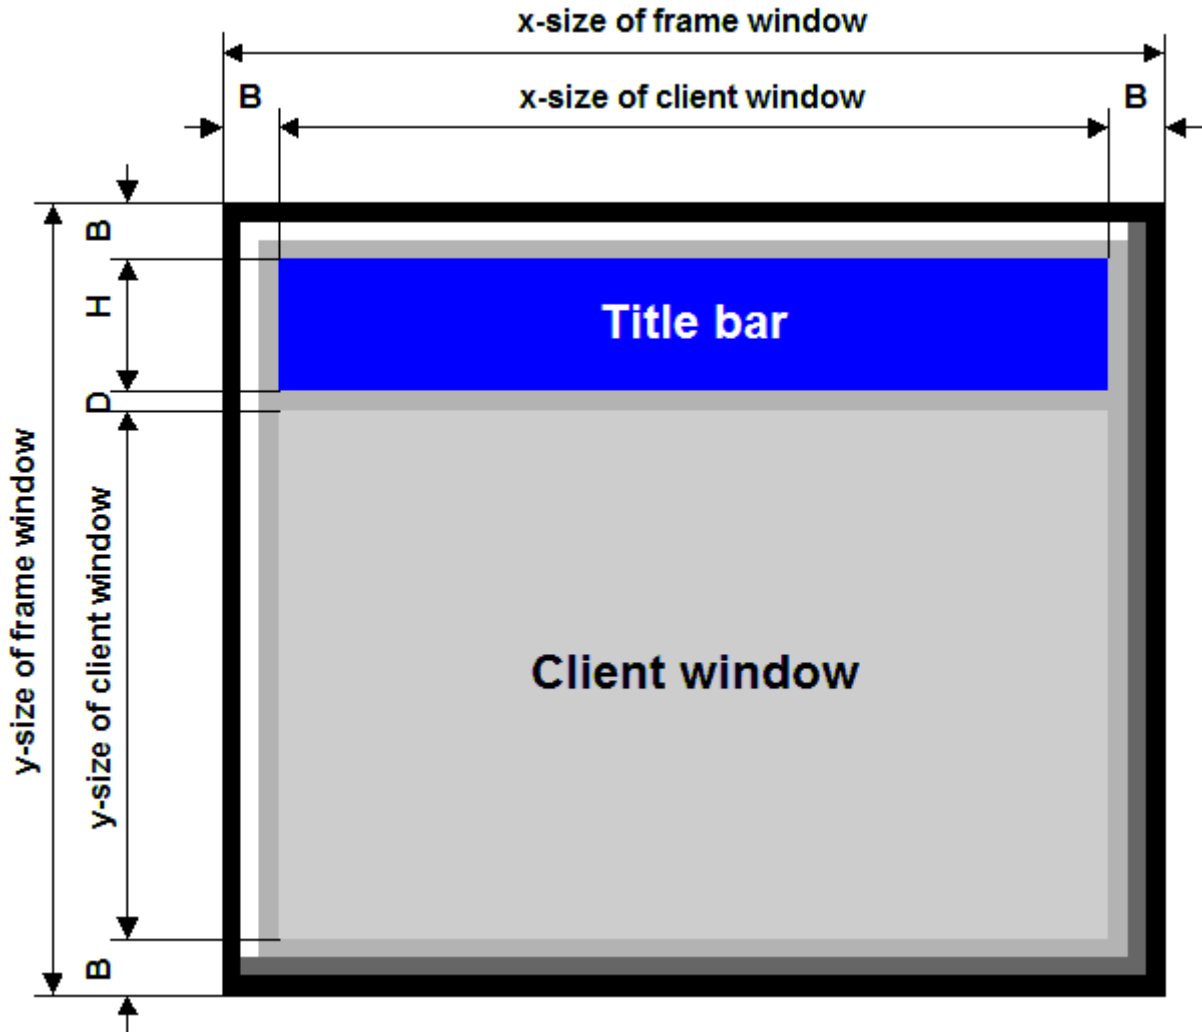 x-size of frame window
B
x-size of client window
B
B
H
D
y-size of frame window
y-size of client window
B
Title bar
Client window